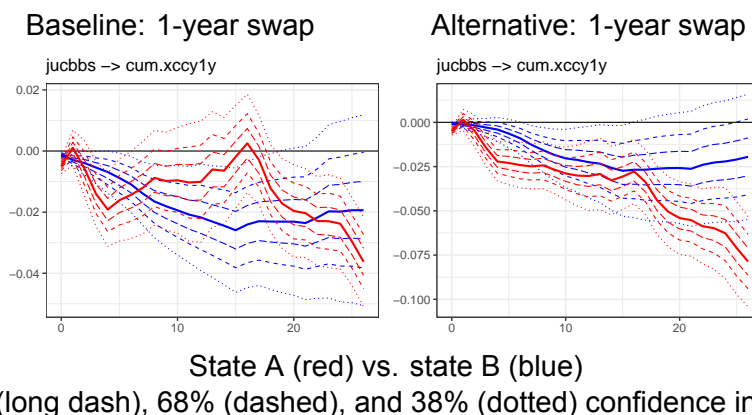 Baseline: 1-year swap
Alternative: 1-year swap
jucbbs −> cum.xccy1y
jucbbs −> cum.xccy1y
0.02
0.00
−0.02
−0.04
0
10
20
0.000
−0.025
−0.050
−0.075
−0.100
0
10
20
State A (red) vs. state B (blue)
(long dash), 68% (dashed), and 38% (dotted) confidence in